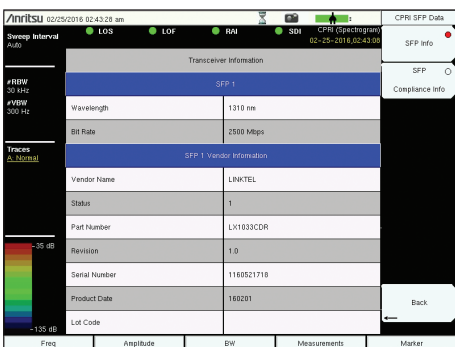 Anritsu 02/25/2016 02:43:28 am
CPRI SFP Data
Sweep Interval
Auto
LOS
LOF
RAI
SDI
CPRI (Spectrogram)
02-25-2016,02:43:08
SFP Info
Transceiver Information
SFP
Compliance Info
#RBW
30 kHz
SFP 1
#VBW
300 Hz
Wavelength 1310 nm
Bit Rate 2500 Mbps
Traces
A: Normal
SFP 1 Vendor Information
Vendor Name LINKTEL
Status 1
Part Number LX1033CDR
-35 dB
Revision 1.0
Serial Number 1160521718
Product Date 160201
Back
Lot Code
-135 dB
Freq Amplitude BW Measurements Marker